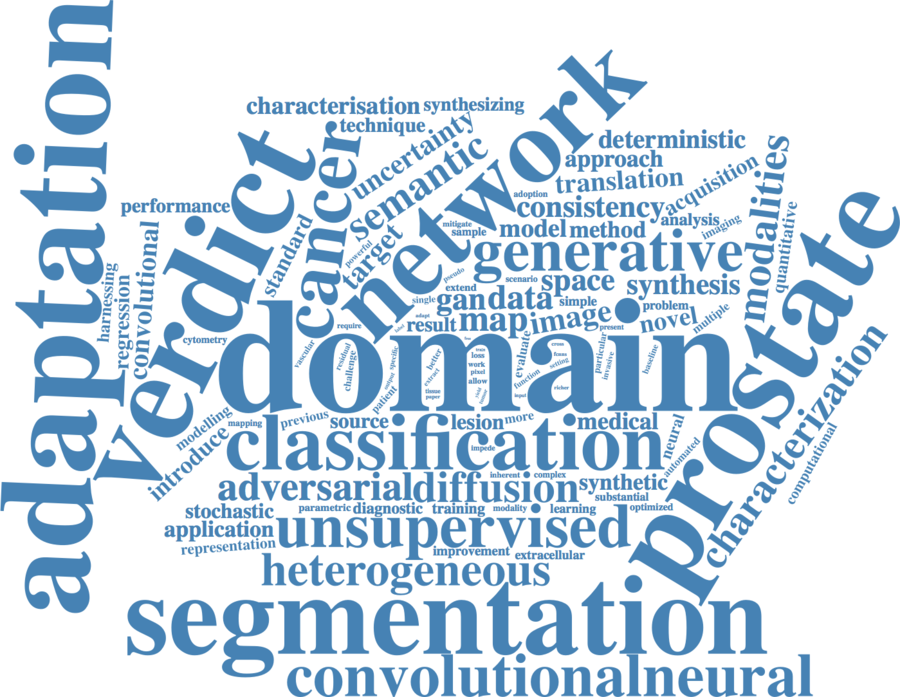 adaptation
network
characterisation
synthesizing
technique
uncertainty
deterministic
verdict
cancer
semantic
approach
translation
acquisition
modalities
performance
standard
target
powerful
mitigate
sample
adoption
consistency
model
method
analysis
imaging
quantitative
prostate
harnessing
regression
convolutional
cytometry
generative
pseudo
extend
scenario
space
synthesis
single
gan
data
simple
problem
adapt
result
map
image
present
novel
multiple
require
label
domain
vascular
residual
challenge
unique
specific
patient
better
extract
tissue
paper
loss
work
pixel
allow
evaluate
function
input
cross
setting
richer
particular
invasive
baseline
characterization
modelling
introduce
mapping
previous
source
lesion
more
medical
neural
automated
computational
classification
impede
adversarial
diffusion
inherent
complex
synthetic
substantial
stochastic
parametric
diagnostic
training
modality
learning
optimized
application
unsupervised
representation
improvement
extracellular
heterogeneous
segmentation
convolutionalneural